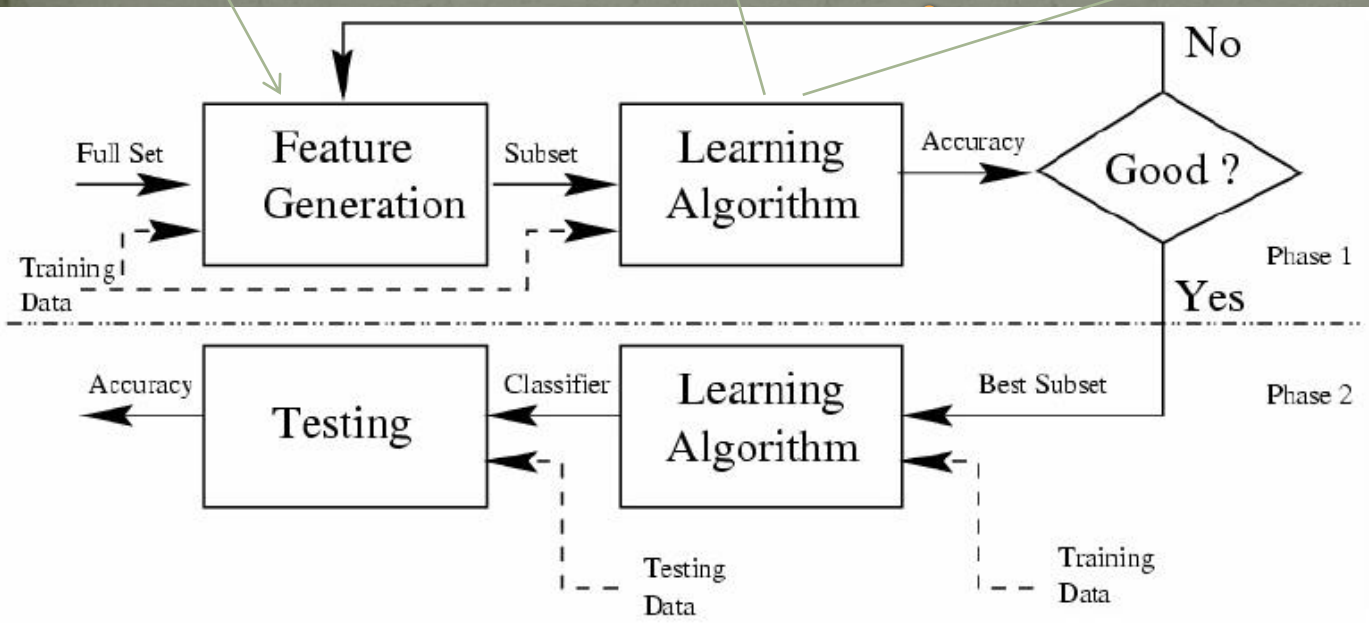 No
Full Set
Feature
Generation
Subset
Learning
Algorithm
Accuracy
Good ?
Training
Data
Phase 1
Yes
Accuracy
Testing
Classifier
Learning
Algorithm
Best Subset
Phase 2
Testing
Data
Training
Data